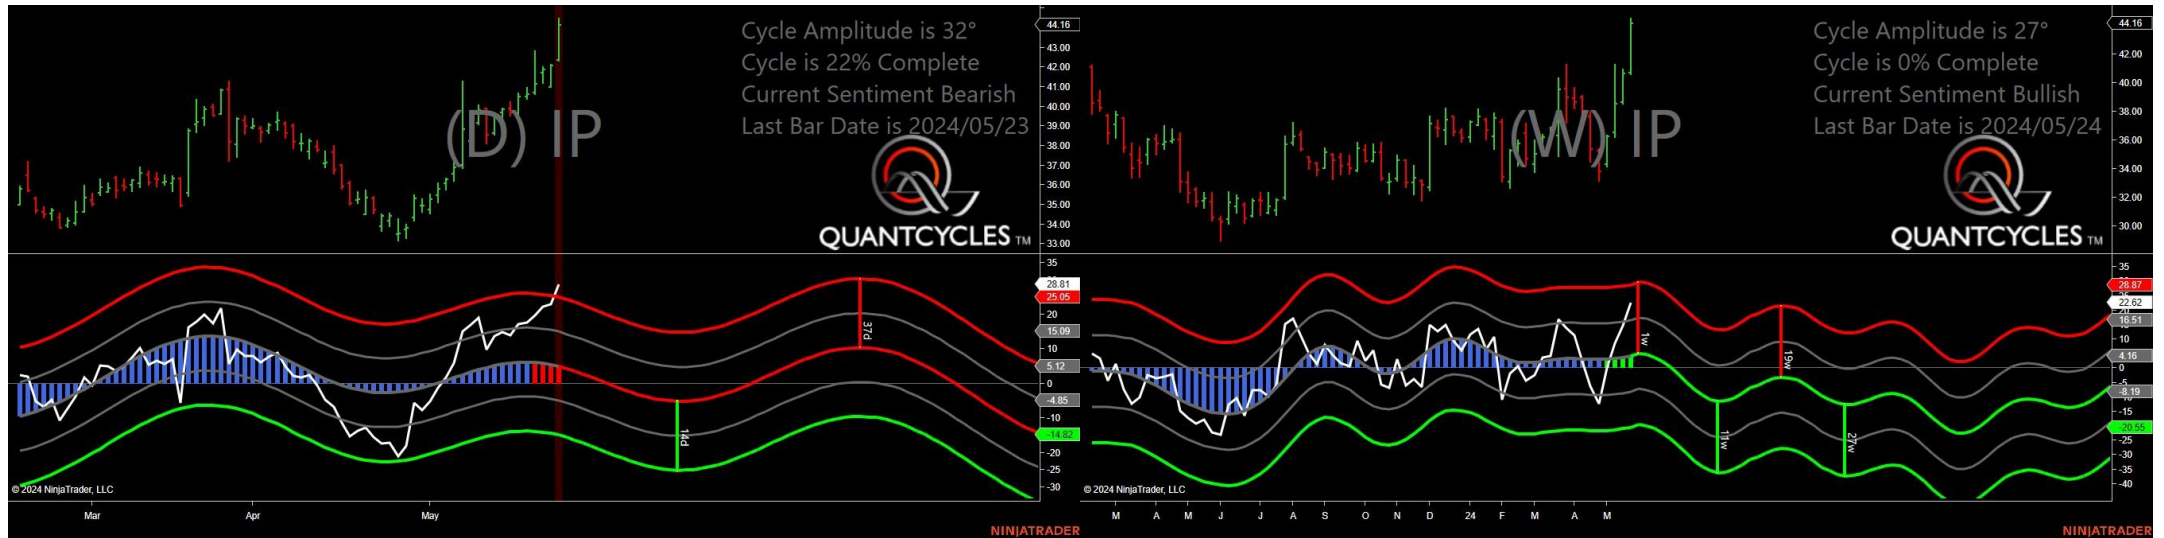 Cycle Amplitude is 32°
Cycle is 22% Complete
Current Sentiment Bearish
Last Bar Date is 2024/05/23
(D) IP
QUANTCYCLES TM
44.16
43.00
42.00
41.00
40.00
39.00
38.00
37.00
36.00
35.00
34.00
33.00
35
28.81
25.05
20
15.09
10
5.12
0
-4.85
-10
-14.82
-20
-25
-30
14d
37d
© 2024 NinjaTrader, LLC
Mar Apr May
NINJATRADER
Cycle Amplitude is 27°
Cycle is 0% Complete
Current Sentiment Bullish
Last Bar Date is 2024/05/24
(W) IP
QUANTCYCLES TM
44.16
42.00
40.00
38.00
36.00
34.00
32.00
30.00
35
28.87
22.62
16.51
10
4.16
0
-5
-8.19
-15
-20.55
-25
-30
-35
-40
1w
11w
19w
27w
© 2024 NinjaTrader, LLC
M A M J J A S O N D 24 F M A M
NINJATRADER